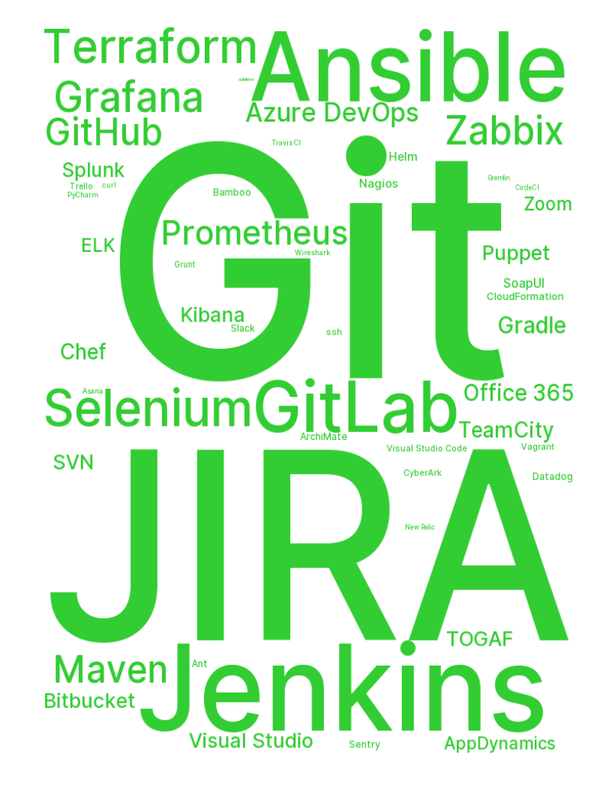 Terraform
Ansible
Grafana
Azure DevOps
GitHub
Zabbix
Git
TravisCI
Helm
Splunk
Nagios
Gremlin
Trello
curl
CircleCI
PyCharm
Bamboo
Zoom
Prometheus
ELK
Wireshark
Puppet
Grunt
SoapUI
CloudFormation
Kibana
Slack
ssh
Gradle
Chef
Asana
Selenium
GitLab
Office 365
TeamCity
ArchiMate
Visual Studio Code
Vagrant
SVN
JIRA
CyberArk
Datadog
New Relic
TOGAF
Maven
Ant
Jenkins
Bitbucket
Visual Studio
Sentry
AppDynamics